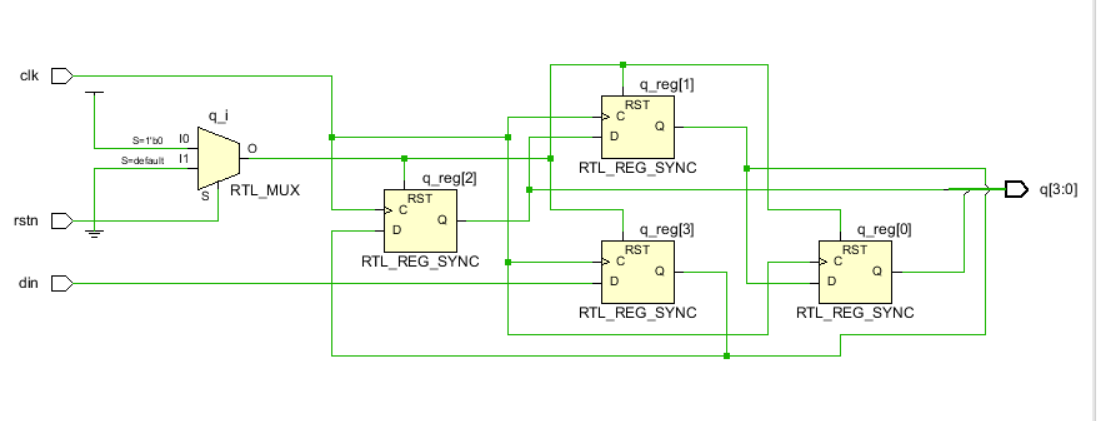 clk
q_i
S=1'b0 I0
S=default I1
O
S
RTL_MUX
rstn
din
q_reg[2]
RST
C
Q
D
RTL_REG_SYNC
q_reg[1]
RST
C
Q
D
RTL_REG_SYNC
q_reg[3]
RST
C
Q
D
RTL_REG_SYNC
q_reg[0]
RST
C
Q
D
RTL_REG_SYNC
q[3:0]